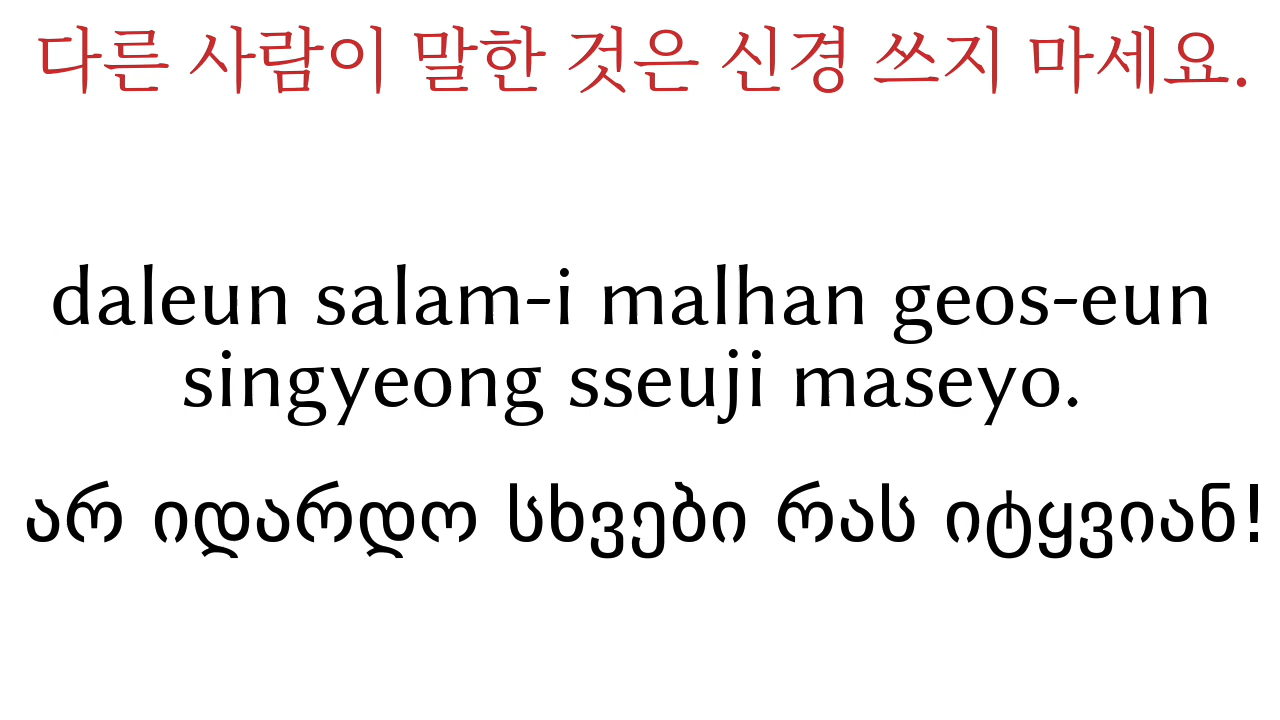 다른 사람이 말한 것은 신경 쓰지 마세요.
daleun salam-i malhan geos-eun
singyeong sseuji maseyo.
არ იდარდო სხვები რას იტყვიან!